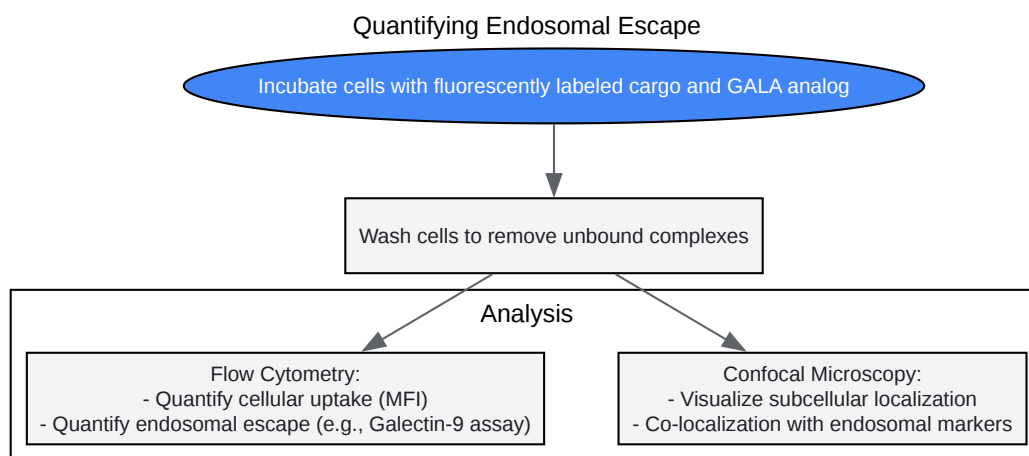 Quantifying Endosomal Escape
Incubate cells with fluorescently labeled cargo and GALA analog
Wash cells to remove unbound complexes
Analysis
Flow Cytometry:
- Quantify cellular uptake (MFI)
- Quantify endosomal escape (e.g., Galectin-9 assay)
Confocal Microscopy:
- Visualize subcellular localization
- Co-localization with endosomal markers